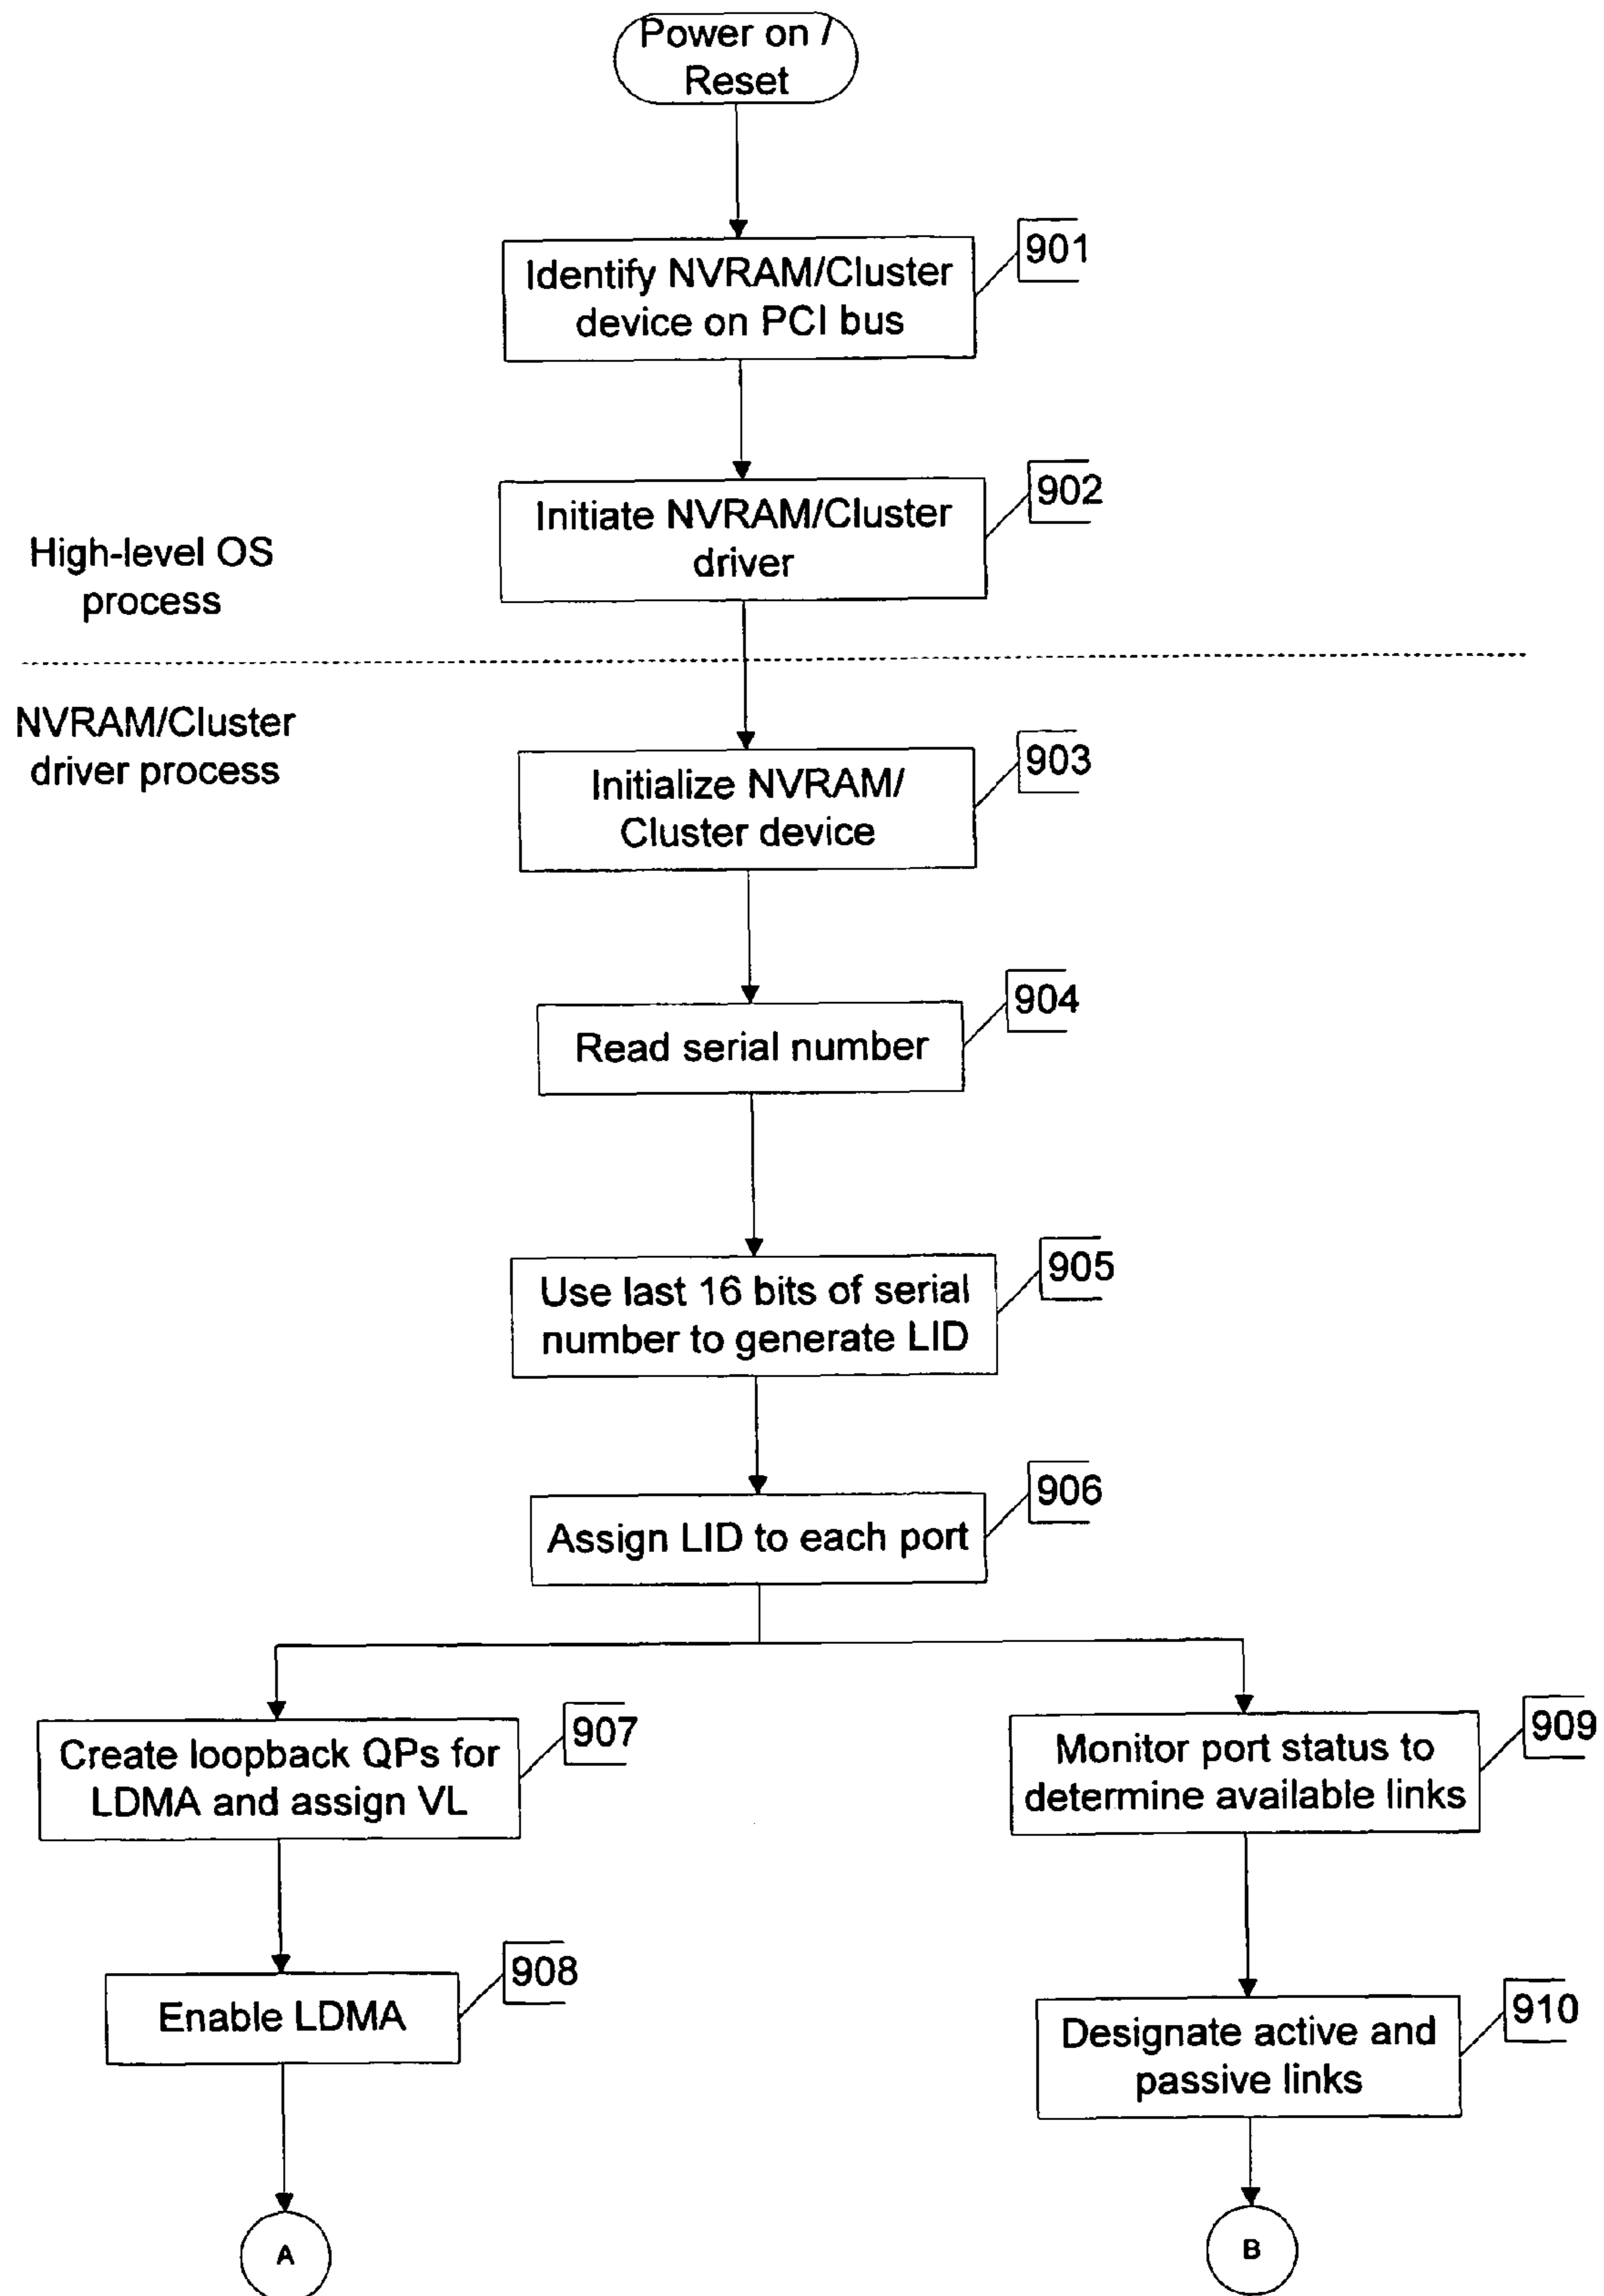 Power on /
Reset
901
Identify NVRAM/Cluster
device on PCI bus
902
Initiate NVRAM/Cluster
driver
High-level OS
process
NVRAM/Cluster
driver process
903
Initialize NVRAM/
Cluster device
904
Read serial number
905
Use last 16 bits of serial
number to generate LID
906
Assign LID to each port
907
Create loopback QPs for
LDMA and assign VL
909
Monitor port status to
determine available links
908
Enable LDMA
910
Designate active and
passive links
A
B